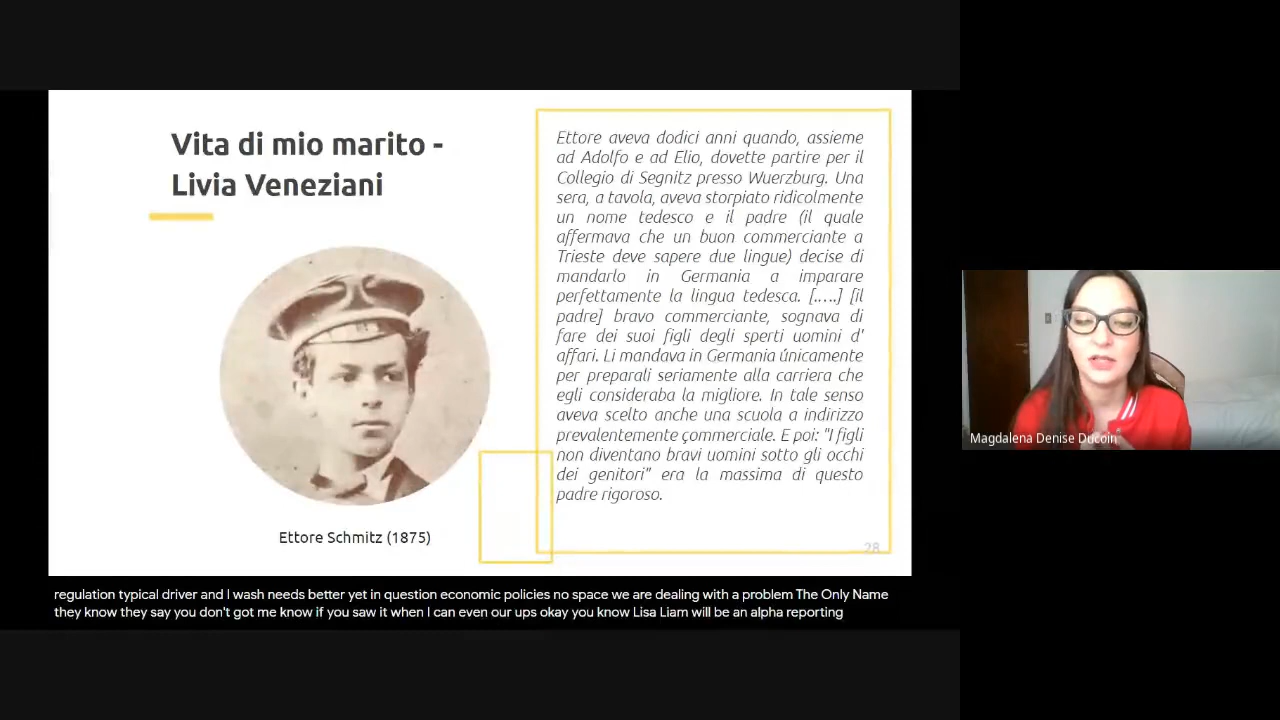 Vita di mio marito -
Livia Veneziani
Ettore Schmitz (1875)
Ettore aveva dodici anni quando, assieme
ad Adolfo e ad Elio, dovette partire per il
Collegio di Segnitz presso Wuerzburg. Una
sera, a tavola, aveva storpiato ridicolmente
un nome tedesco e il padre (il quale
affermava che un buon commerciante a
Trieste deve sapere due lingue) decise di
mandarlo in Germania a imparare
perfettamente la lingua tedesca. [.....] [il
padre] bravo commerciante, sognava di
fare dei suoi figli degli sperti uomini d'
affari. Li mandava in Germania únicamente
per preparali seriamente alla carriera che
egli consideraba la migliore. In tale senso
aveva scelto anche una scuola a indirizzo
prevalentemente çommerciale. E poi: "I figli
non diventano bravi uomini sotto gli occhi
dei genitori" era la massima di questo
padre rigoroso.
28
regulation typical driver and I wash needs better yet in question economic policies no space we are dealing with a problem The Only Name
they know they say you don't got me know if you saw it when I can even our ups okay you know Lisa Liam will be an alpha reporting
Magdalena Denise Ducoin